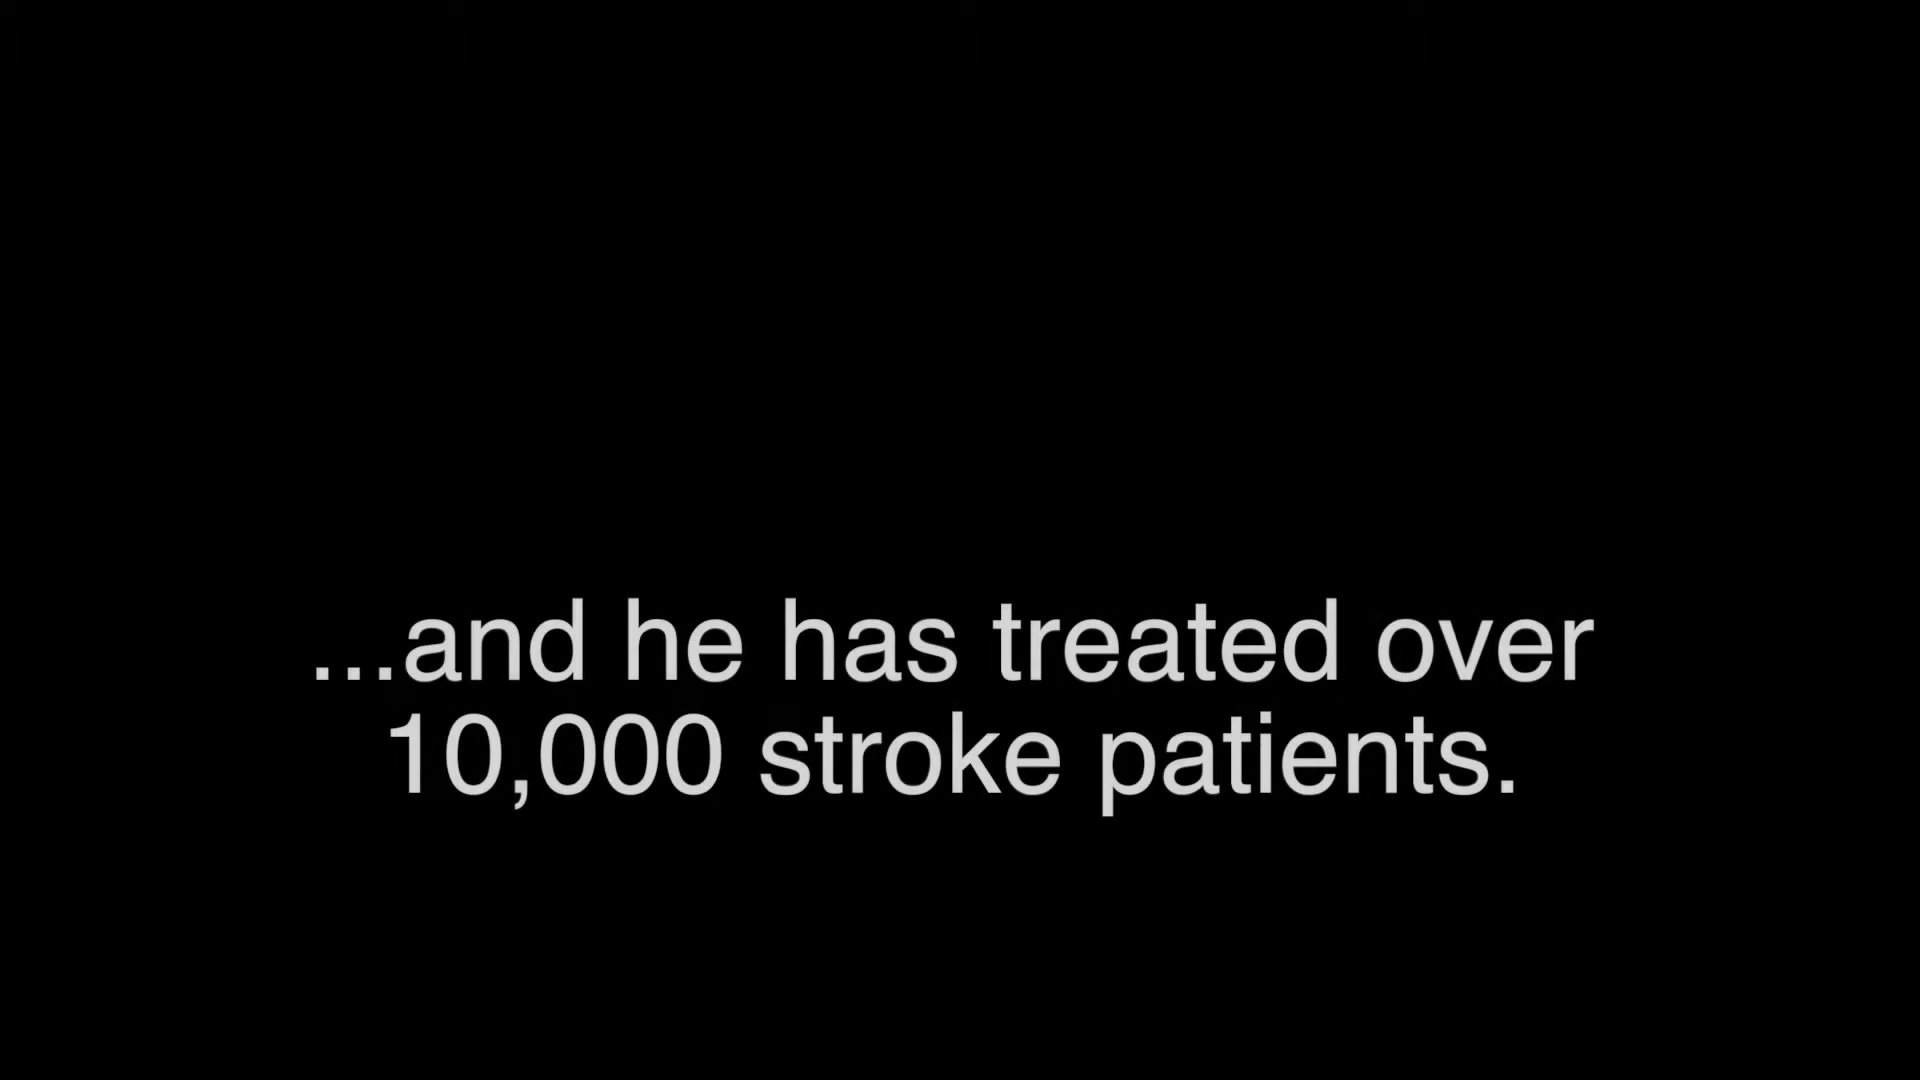 ...and he has treated over
10,000 stroke patients.